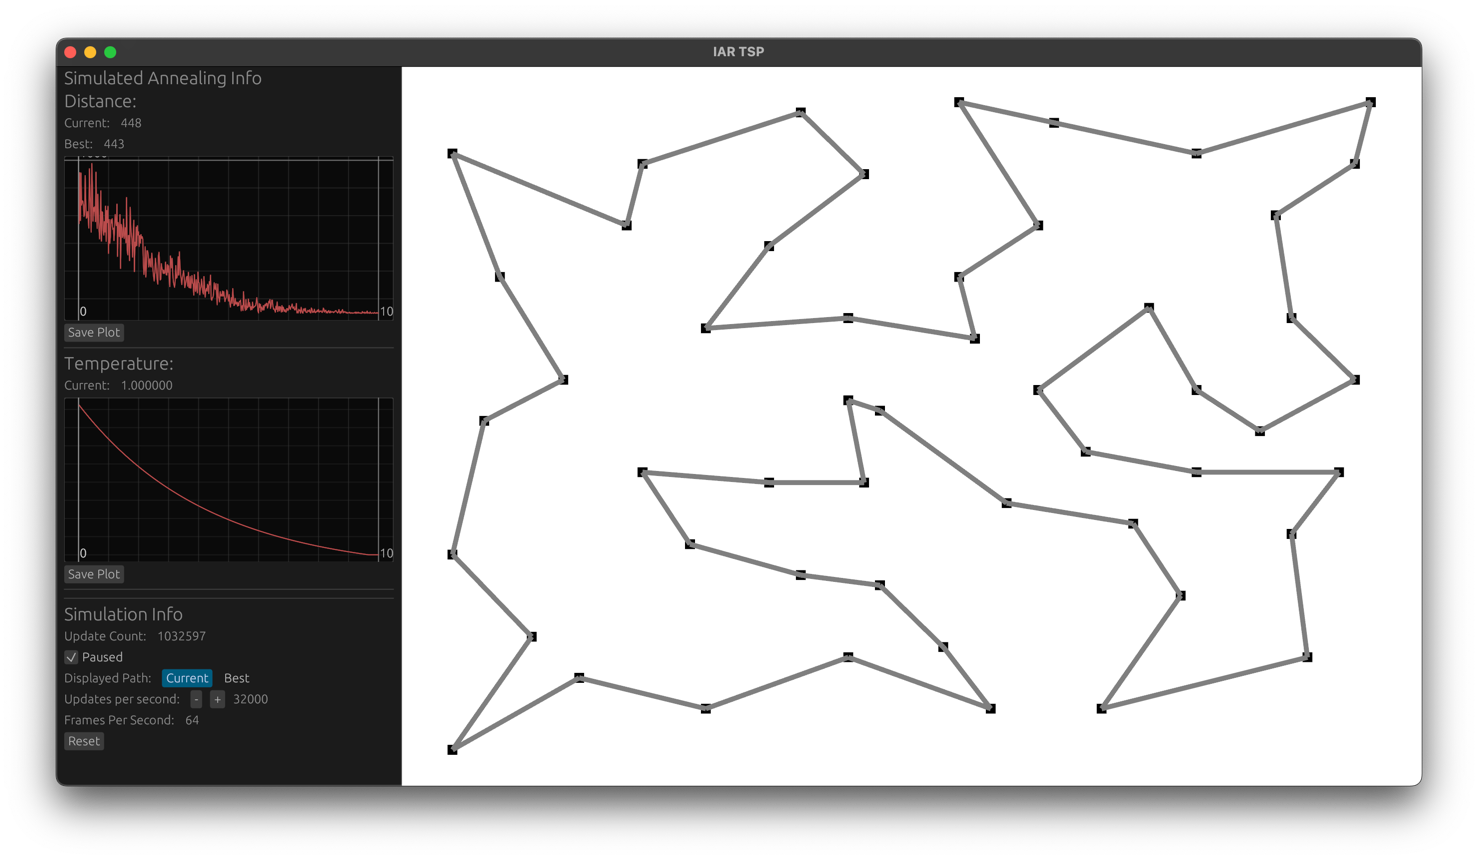 IAR TSP
Simulated Annealing Info
Distance:
Current: 448
Best: 443
0
10
Save Plot
Temperature:
Current: 1.000000
0
10
Save Plot
Simulation Info
Update Count: 1032597
Paused
Displayed Path: Current Best
Updates per second: - + 32000
Frames Per Second: 64
Reset